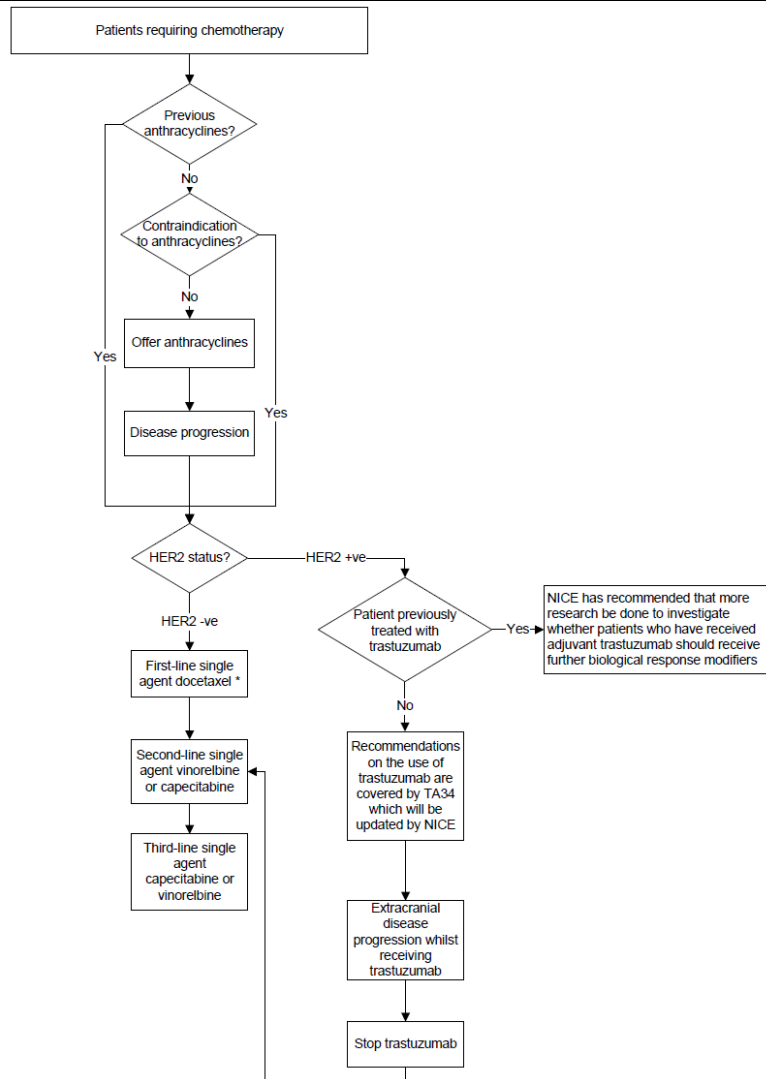 Patients requiring chemotherapy
Previous
anthracyclines?
No
Contraindication
to anthracyclines?
No
Offer anthracyclines
Yes
Yes
Disease progression
HER2 status?
HER2 +ve
HER2 -ve
Patient previously
treated with
trastuzumab
Yes
NICE has recommended that more
research be done to investigate
whether patients who have received
adjuvant trastuzumab should receive
further biological response modifiers
First-line single
agent docetaxel *
No
Second-line single
agent vinorelbine
or capecitabine
Recommendations
on the use of
trastuzumab are
covered by TA34
which will be
updated by NICE
Third-line single
agent
capecitabine or
vinorelbine
Extracranial
disease
progression whilst
receiving
trastuzumab
Stop trastuzumab